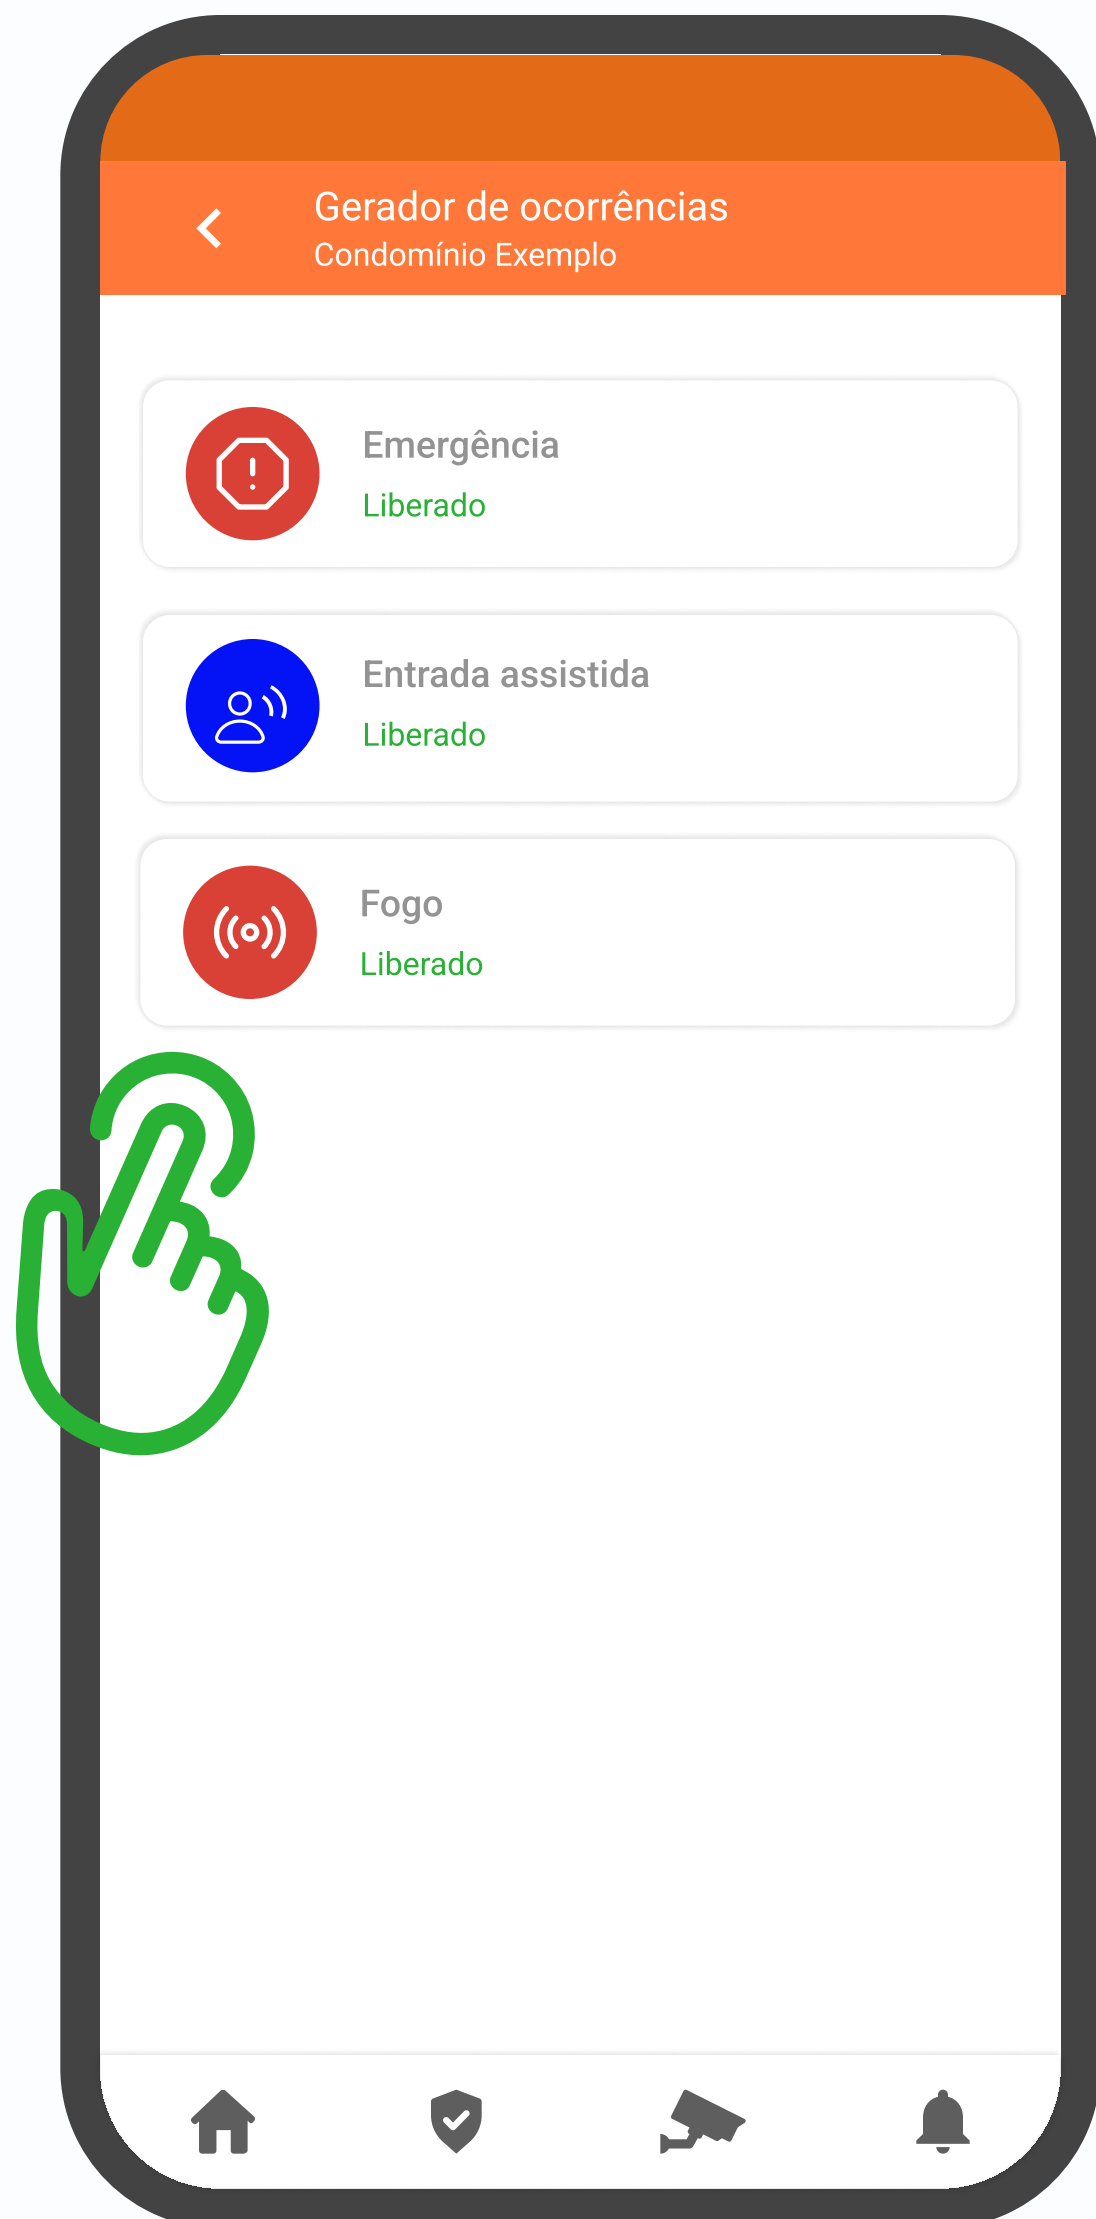 Gerador de ocorrências
Condomínio Exemplo
Emergência
Liberado
Entrada assistida
Liberado
Fogo
Liberado